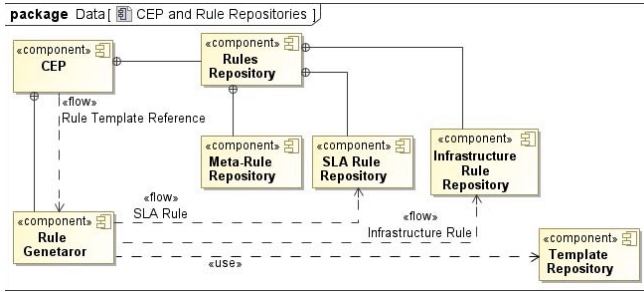 package Data[ CEP and Rule Repositories ]
«component»
CEP
«component»
Rules
Repository
«flow»
Rule Template Reference
«component»
Meta-Rule
Repository
«component»
SLA Rule
Repository
«component»
Infrastructure
Rule
Repository
«flow»
SLA Rule
«flow»
Infrastructure Rule
«component»
Rule
Genetaror
«use»
«component»
Template
Repository